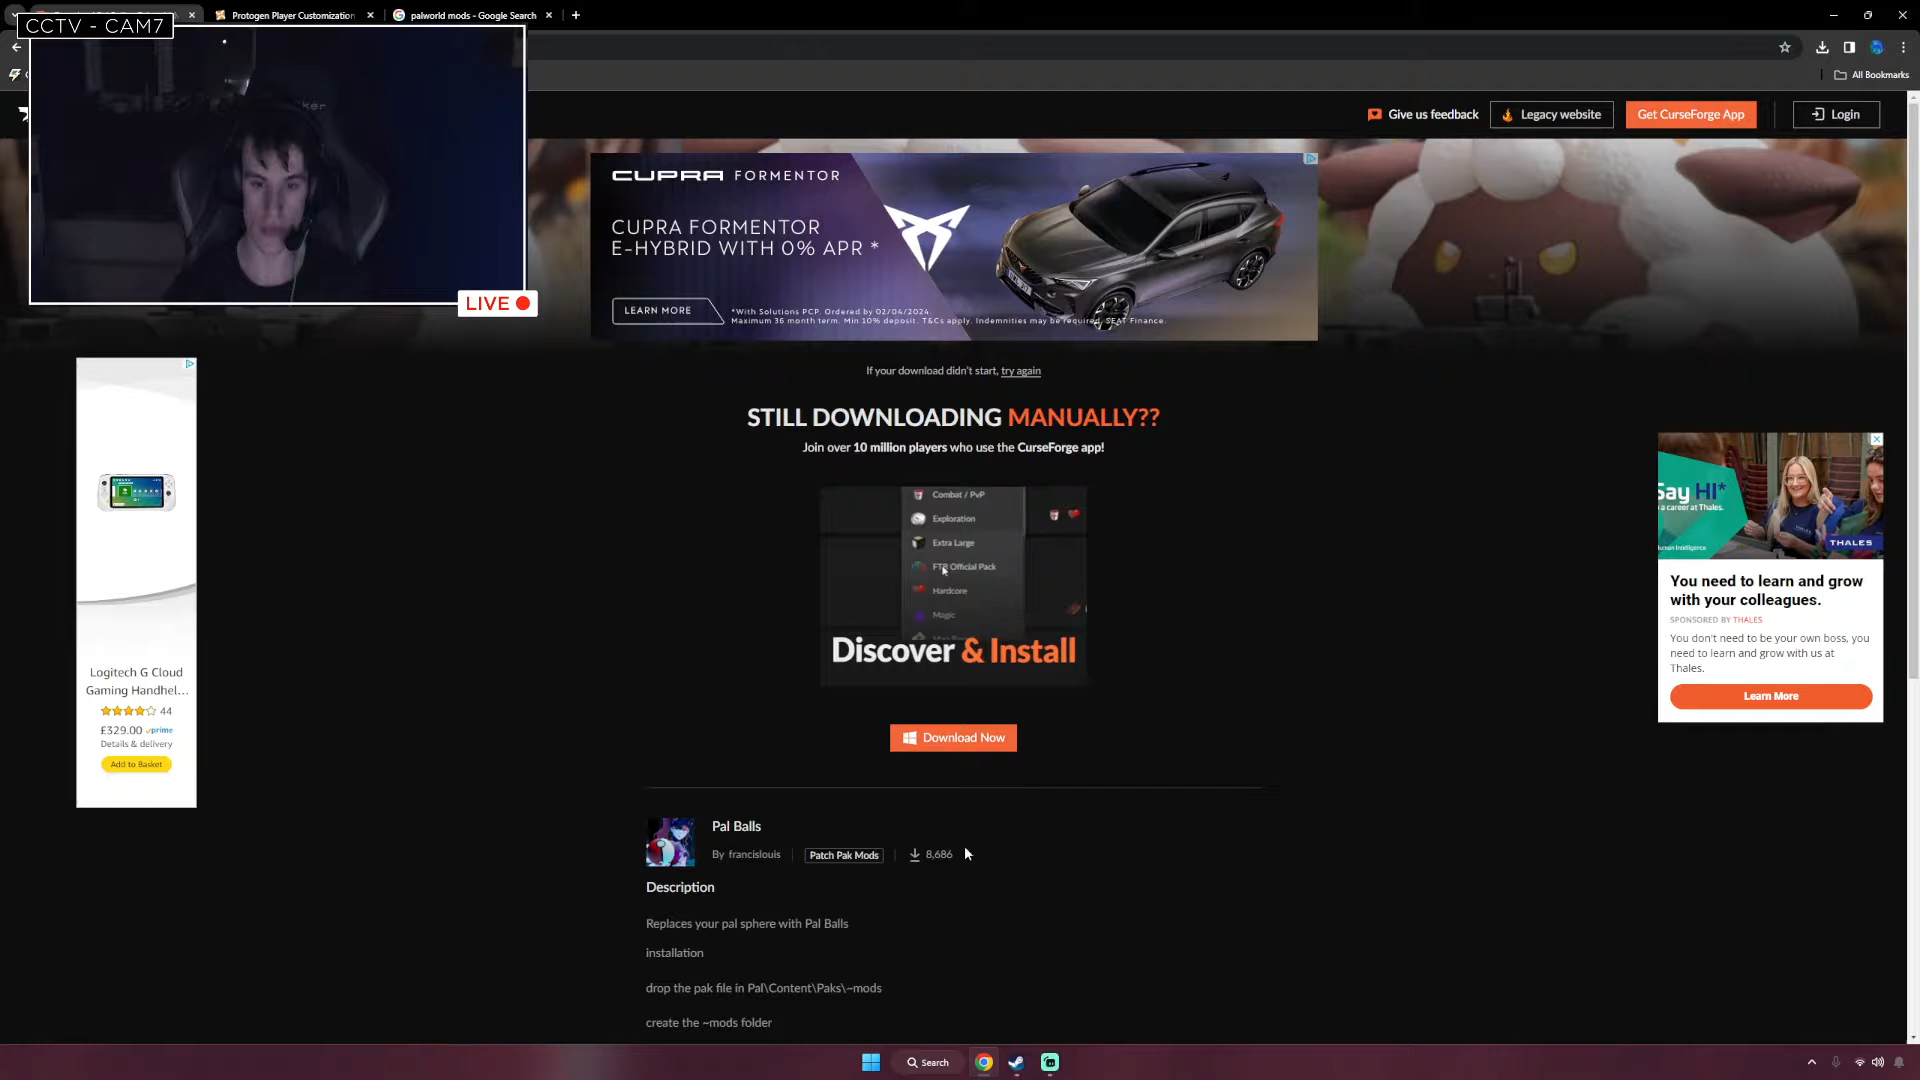 CCTV - CAM7
Protogen Player Customization
palworld mods - Google Search
All Bookmarks
ker
LIVE
Give us feedback
Legacy website
Get CurseForge App
Login
CUPRA FORMENTOR
CUPRA FORMENTOR
E-HYBRID WITH 0% APR *
LEARN MORE
*With Solutions PCP. Ordered by 02/04/2024.
Maximum 36 month term. Min 10% deposit. T&Cs apply. Indemnities may be required. SEAT Finance.
If your download didn't start, try again
STILL DOWNLOADING MANUALLY??
Join over 10 million players who use the CurseForge app!
Combat / PvP
Exploration
Extra Large
FTB Official Pack
Hardcore
Magic
Discover & Install
Download Now
Logitech G Cloud
Gaming Handhel...
44
£329.00 prime
Details & delivery
Add to Basket
Say HI*
a career at Thales.
Human Intelligence
THALES
You need to learn and grow
with your colleagues.
SPONSORED BY THALES
You don't need to be your own boss, you
need to learn and grow with us at
Thales.
Learn More
Pal Balls
By francislouis
Patch Pak Mods
8,686
Description
Replaces your pal sphere with Pal Balls
installation
drop the pak file in Pal\Content\Paks\~mods
create the ~mods folder
Search